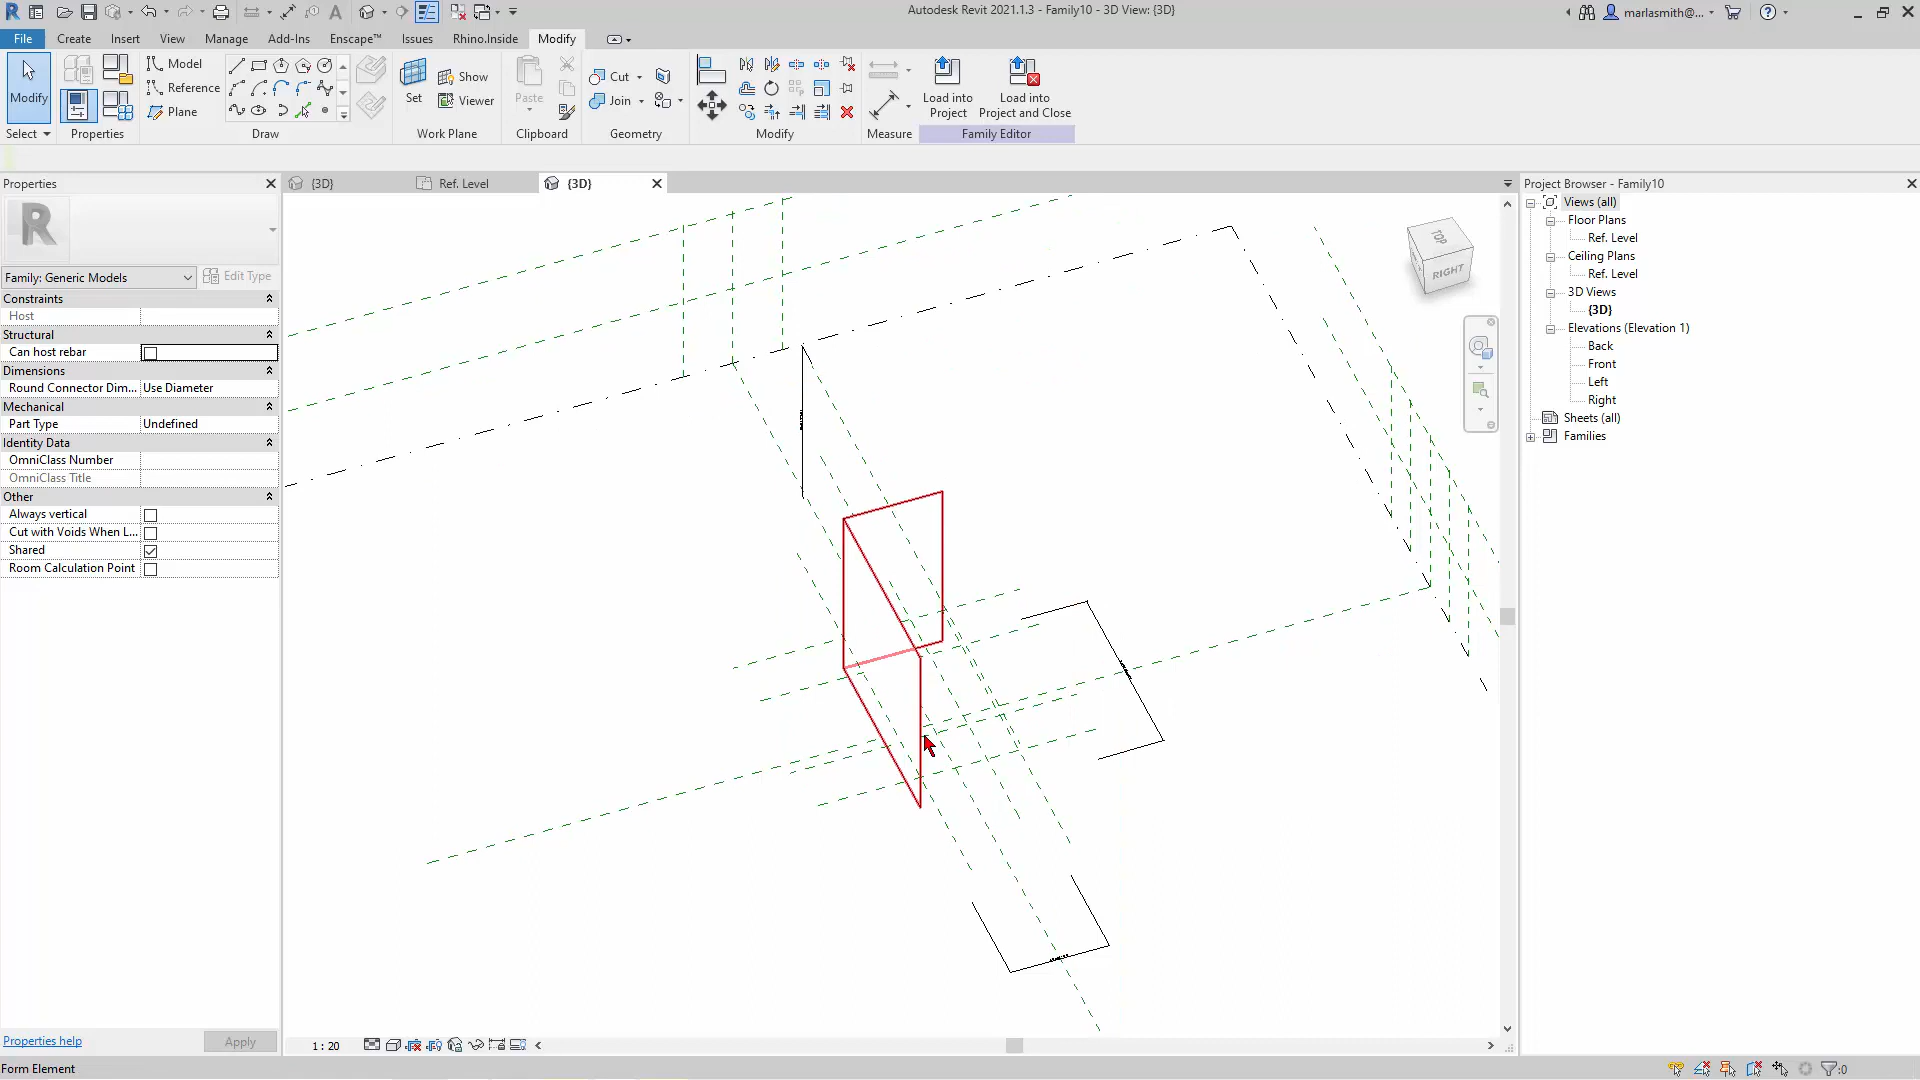 Autodesk Revit 2021.1.3 - Family10 - 3D View: {3D}
marlasmith@...
File Create Insert View Manage Add-Ins Enscape™ Issues Rhino.Inside Modify
Modify
Select
Properties
Model
Reference
Plane
Draw
Set
Show
Viewer
Work Plane
Paste
Clipboard
Cut
Join
Geometry
Modify
Measure
Load into
Project
Load into
Project and Close
Family Editor
Properties
Family: Generic Models
Edit Type
Constraints
Host
Structural
Can host rebar
Dimensions
Round Connector Dim... Use Diameter
Mechanical
Part Type Undefined
Identity Data
OmniClass Number
OmniClass Title
Other
Always vertical
Cut with Voids When L...
Shared
Room Calculation Point
Properties help
Apply
{3D}
Ref. Level
{3D}
TOP
RIGHT
1 : 20
Project Browser - Family10
Views (all)
Floor Plans
Ref. Level
Ceiling Plans
Ref. Level
3D Views
{3D}
Elevations (Elevation 1)
Back
Front
Left
Right
Sheets (all)
Families
Form Element
:0